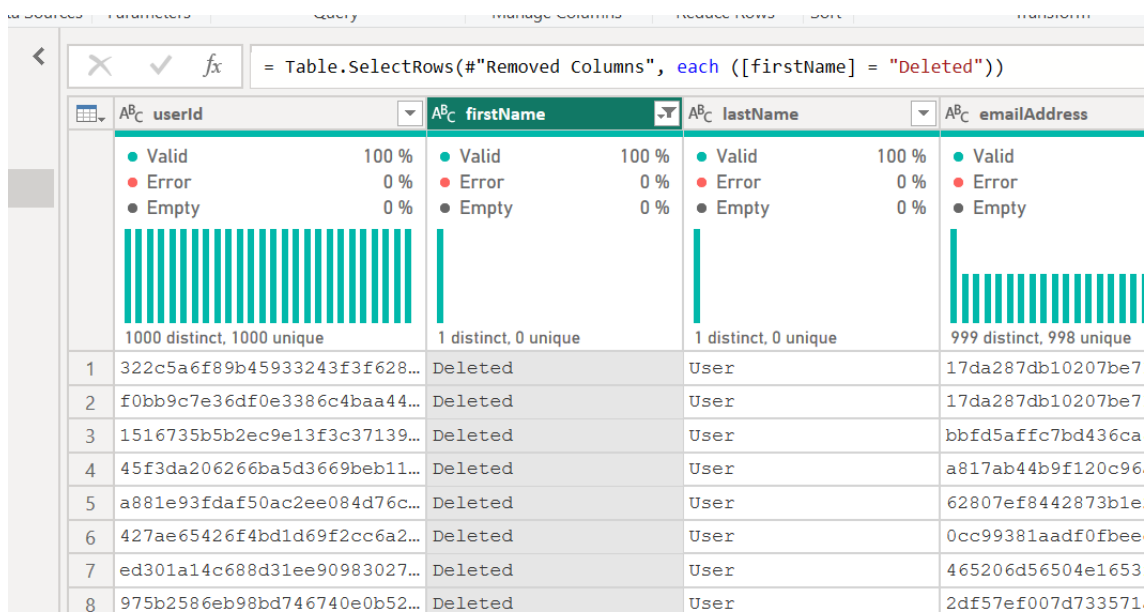 Query
= Table.SelectRows(#"Removed Columns", each ([firstName] = "Deleted"))
userId firstName lastName emailAddress
Valid 100 % Valid 100 % Valid 100 % Valid
Error 0 % Error 0 % Error 0 % Error
Empty 0 % Empty 0 % Empty 0 % Empty
1000 distinct, 1000 unique 1 distinct, 0 unique 1 distinct, 0 unique 999 distinct, 998 unique
1 322c5a6f89b45933243f3f628… Deleted User 17da287db10207be7
2 f0bb9c7e36df0e3386c4baa44… Deleted User 17da287db10207be7
3 1516735b5b2ec9e13f3c37139… Deleted User bbfd5affc7bd436ca
4 45f3da206266ba5d3669beb11… Deleted User a817ab44b9f120c96
5 a881e93fdaf50ac2ee084d76c… Deleted User 62807ef8442873b1e
6 427ae65426f4bd1d69f2cc6a2… Deleted User 0cc99381aadf0fbee
7 ed301a14c688d31ee90983027… Deleted User 465206d56504e1653
8 975b2586eb98bd746740e0b52… Deleted User 2df57ef007d733571